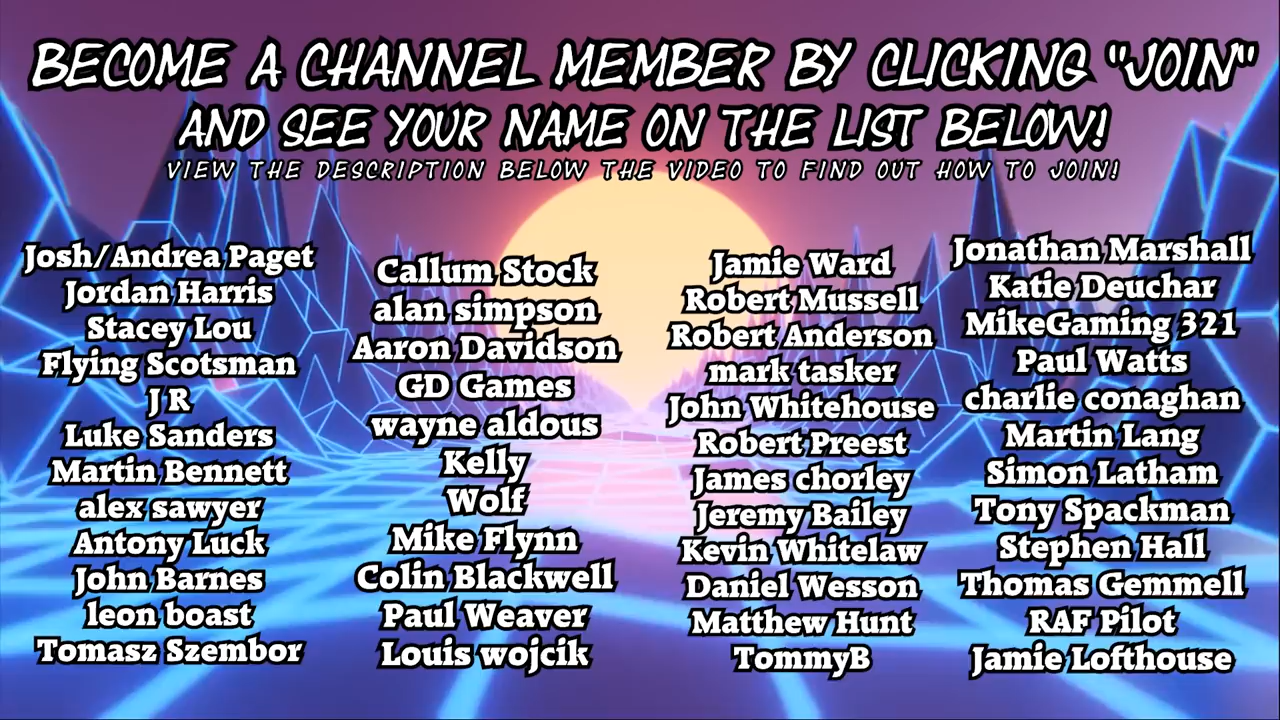 BECOME A CHANNEL MEMBER BY CLICKING "JOIN"
AND SEE YOUR NAME ON THE LIST BELOW!
VIEW THE DESCRIPTION BELOW THE VIDEO TO FIND OUT HOW TO JOIN!
Josh/Andrea Paget
Jordan Harris
Stacey Lou
Flying Scotsman
J R
Luke Sanders
Martin Bennett
alex sawyer
Antony Luck
John Barnes
leon boast
Tomasz Szembor
Callum Stock
alan simpson
Aaron Davidson
GD Games
wayne aldous
Kelly
Wolf
Mike Flynn
Colin Blackwell
Paul Weaver
Louis wojcik
Jamie Ward
Robert Mussell
Robert Anderson
mark tasker
John Whitehouse
Robert Preest
James chorley
Jeremy Bailey
Kevin Whitelaw
Daniel Wesson
Matthew Hunt
TommyB
Jonathan Marshall
Katie Deuchar
MikeGaming 321
Paul Watts
charlie conaghan
Martin Lang
Simon Latham
Tony Spackman
Stephen Hall
Thomas Gemmell
RAF Pilot
Jamie Lofthouse